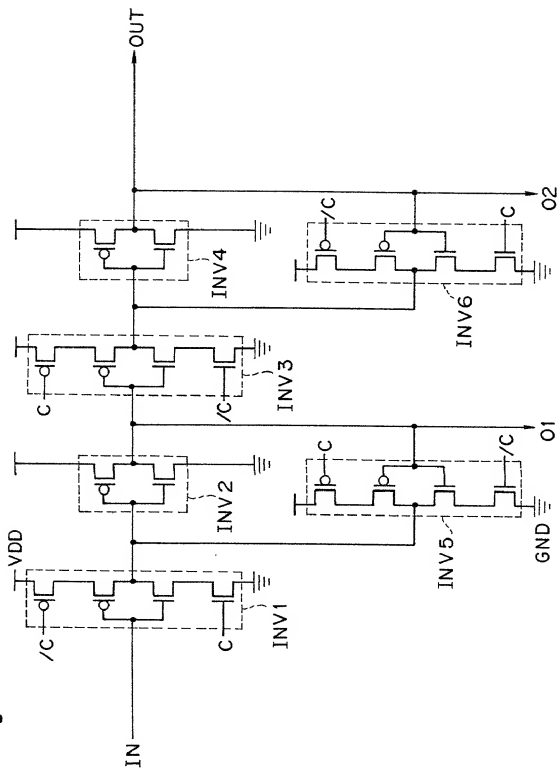 IN
/C
VDD
C
INV1
INV2
C
/C
INV3
INV4
OUT
C
/C
INV5
GND
O1
/C
C
INV6
O2